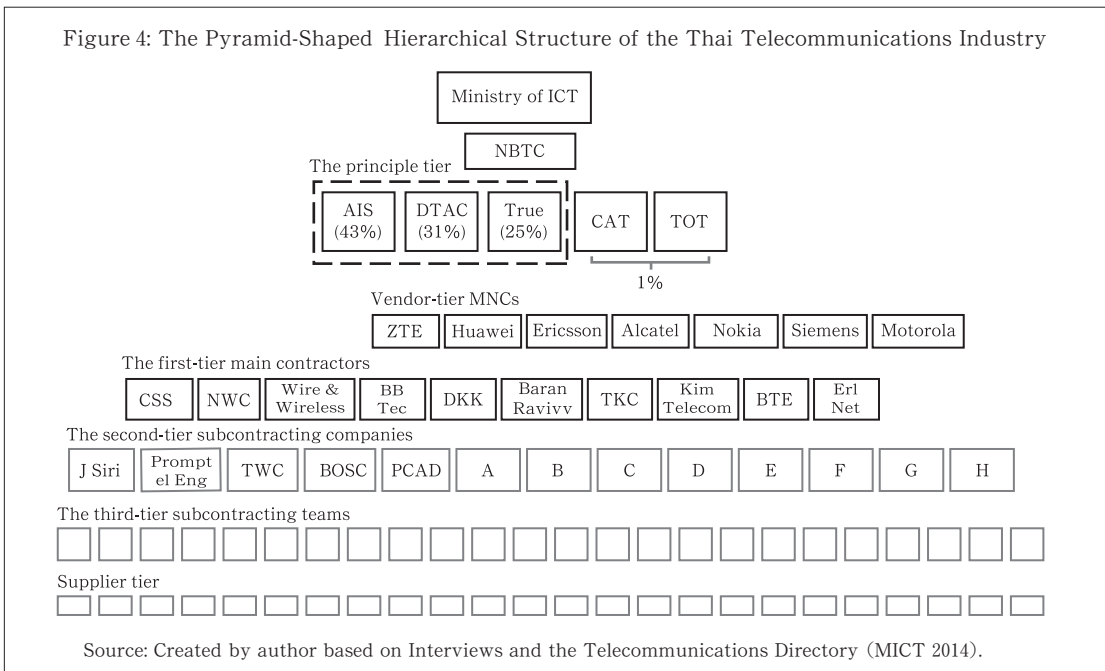 Figure 4: The Pyramid-Shaped Hierarchical Structure of the Thai Telecommunications Industry
Ministry of ICT
NBTC
The principle tier
AIS
(43%)
DTAC
(31%)
True
(25%)
CAT
TOT
1%
Vendor-tier MNCs
ZTE
Huawei
Ericsson
Alcatel
Nokia
Siemens
Motorola
The first-tier main contractors
CSS
NWC
Wire &
Wireless
BB
Tec
DKK
Baran
Ravivv
TKC
Kim
Telecom
BTE
Erl
Net
The second-tier subcontracting companies
J Siri
Prompt
el Eng
TWC
BOSC
PCAD
A
B
C
D
E
F
G
H
The third-tier subcontracting teams
Supplier tier
Source: Created by author based on Interviews and the Telecommunications Directory (MICT 2014).